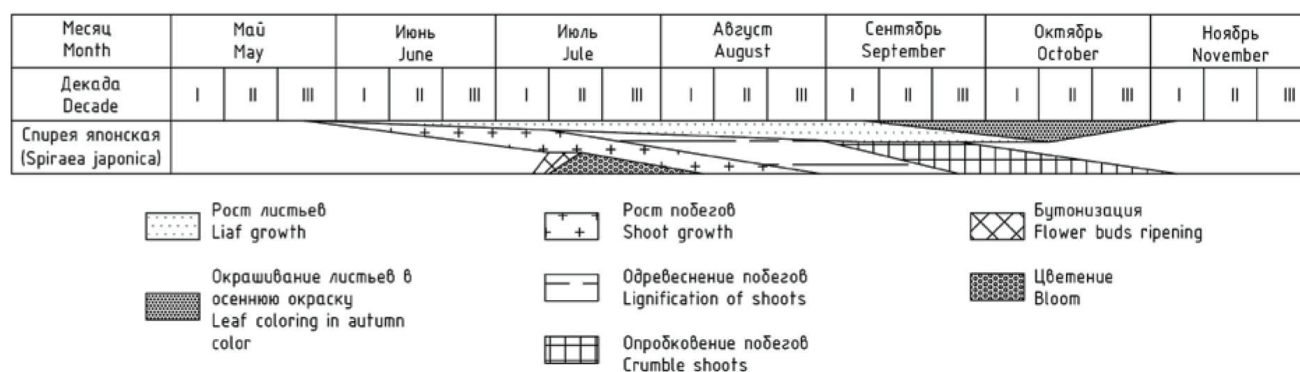 Месяц Май Июнь Июль Август Сентябрь Октябрь Ноябрь
Month May June Jule August September October November
Декада
Decade
I II III I II III I II III I II III I II III I II III I II III
Спирея японская
(Spiraea japonica)
Рост листьев
Liaf growth
Окрашивание листьев в
осеннюю окраску
Leaf coloring in autumn
color
Рост побегов
Shoot growth
Одревеснение побегов
Lignification of shoots
Опробковение побегов
Crumble shoots
Бутонизация
Flower buds ripening
Цветение
Bloom